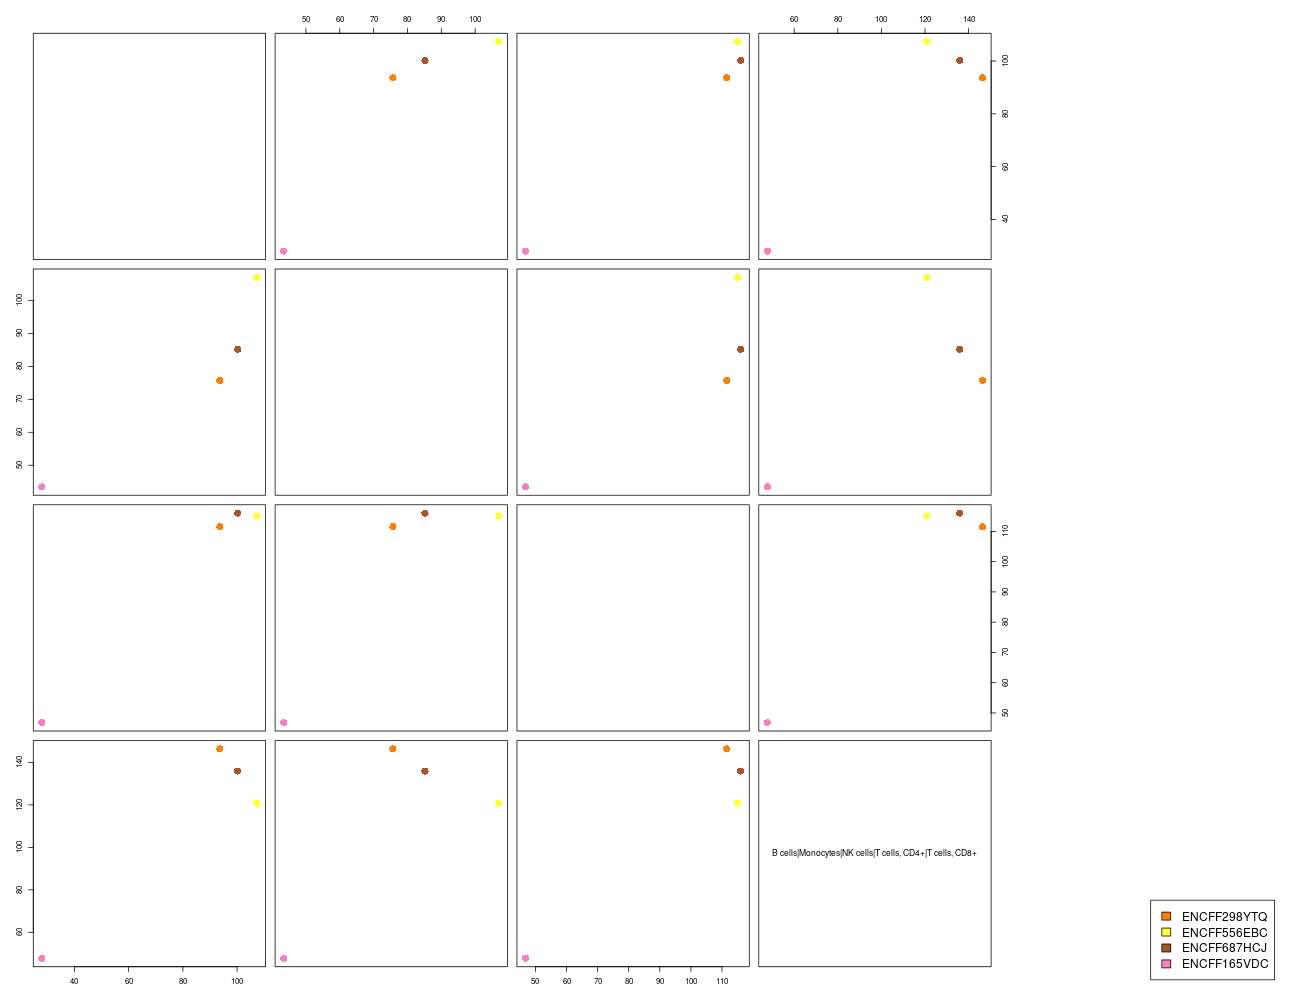 50 60 70 80 90 100
60 80 100 120 140
100
80
60
40
100
90
80
70
60
50
110
100
90
80
70
60
50
140
120
100
80
60
B cells|Monocytes|NK cells|T cells, CD4+|T cells, CD8+
40 60 80 100
50 60 70 80 90 100 110
ENCFF298YTQ
ENCFF556EBC
ENCFF687HCJ
ENCFF165VDC